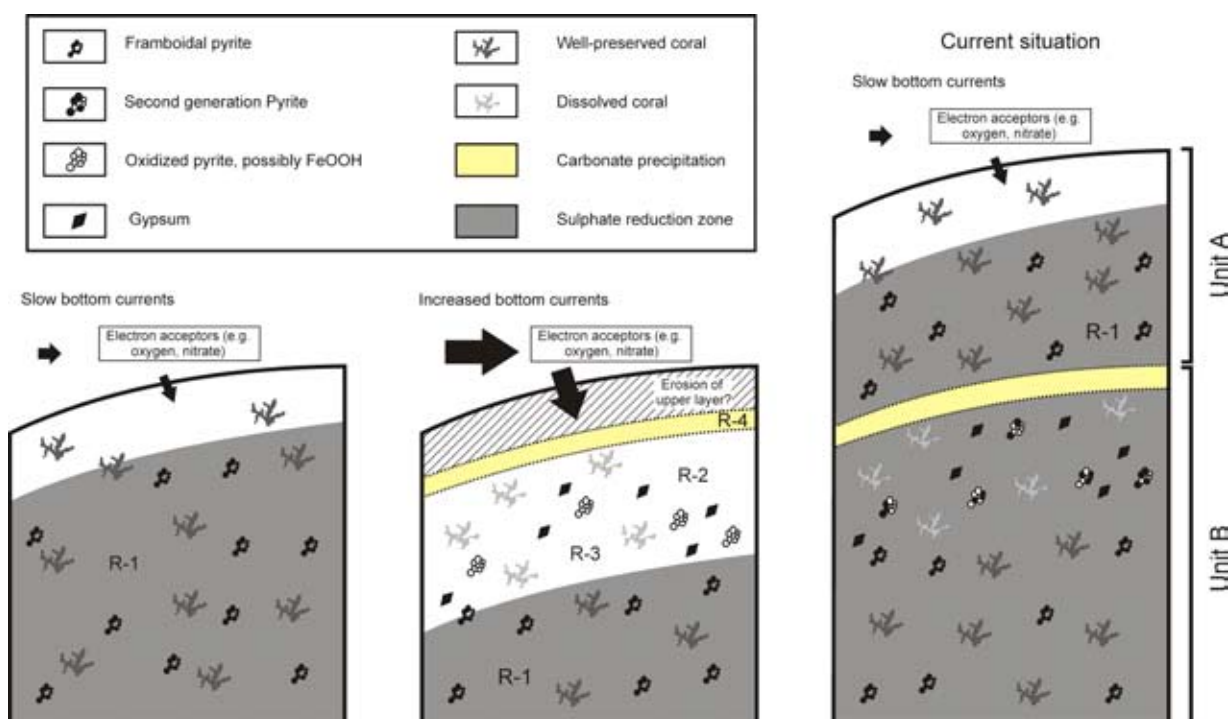 Framboidal pyrite
Second generation Pyrite
Oxidized pyrite, possibly FeOOH
Gypsum
Well-preserved coral
Dissolved coral
Carbonate precipitation
Sulphate reduction zone
Slow bottom currents
Electron acceptors (e.g.
oxygen, nitrate)
R-1
Increased bottom currents
Electron acceptors (e.g.
oxygen, nitrate)
Erosion of
upper layer?
R-4
R-2
R-3
R-1
Current situation
Slow bottom currents
Electron acceptors (e.g.
oxygen, nitrate)
R-1
Unit A
Unit B